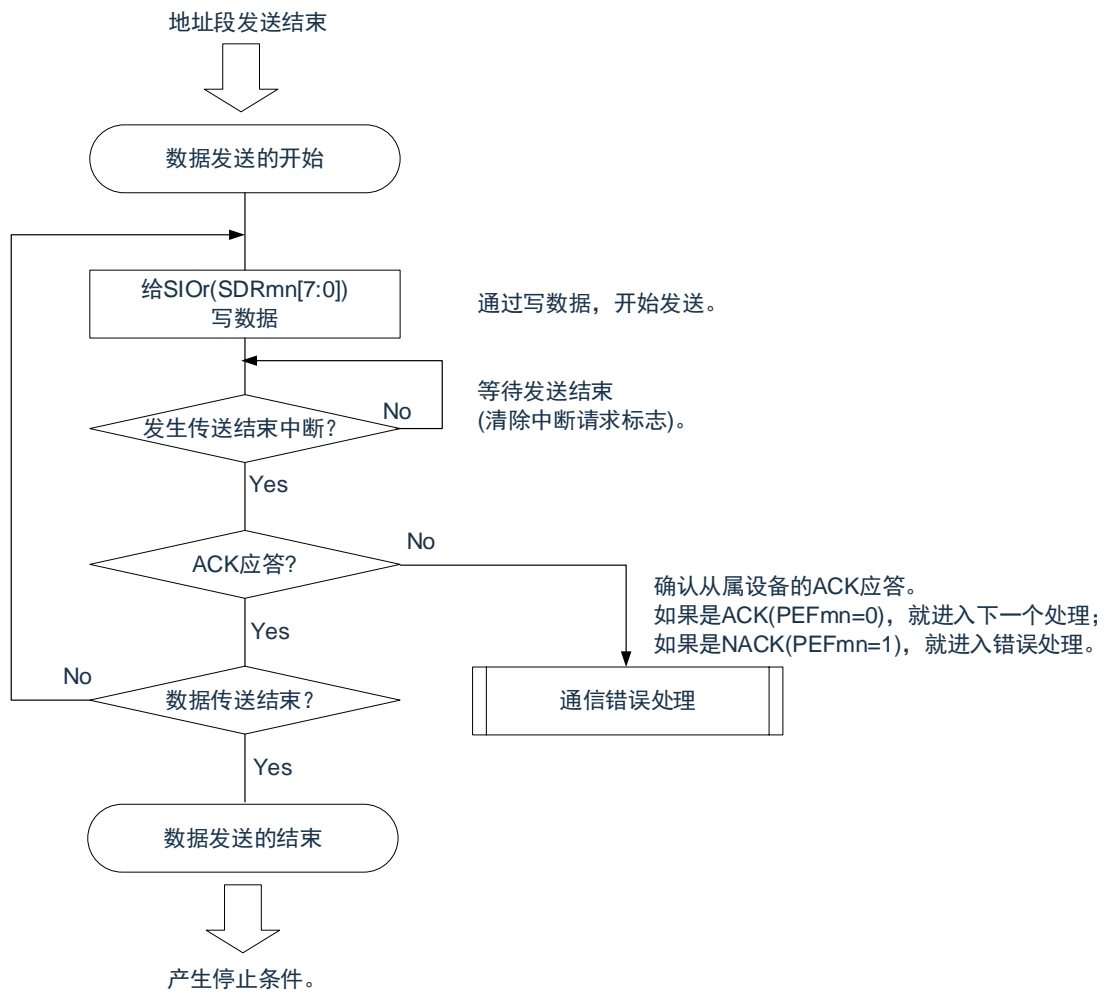 地址段发送结束
数据发送的开始
给SIOr(SDRmn[7:0])
写数据
通过写数据，开始发送。
等待发送结束
(清除中断请求标志)。
No
发生传送结束中断?
Yes
No
ACK应答?
确认从属设备的ACK应答。
如果是ACK(PEFmn=0)，就进入下一个处理；
如果是NACK(PEFmn=1)，就进入错误处理。
Yes
No
数据传送结束?
通信错误处理
Yes
数据发送的结束
产生停止条件。